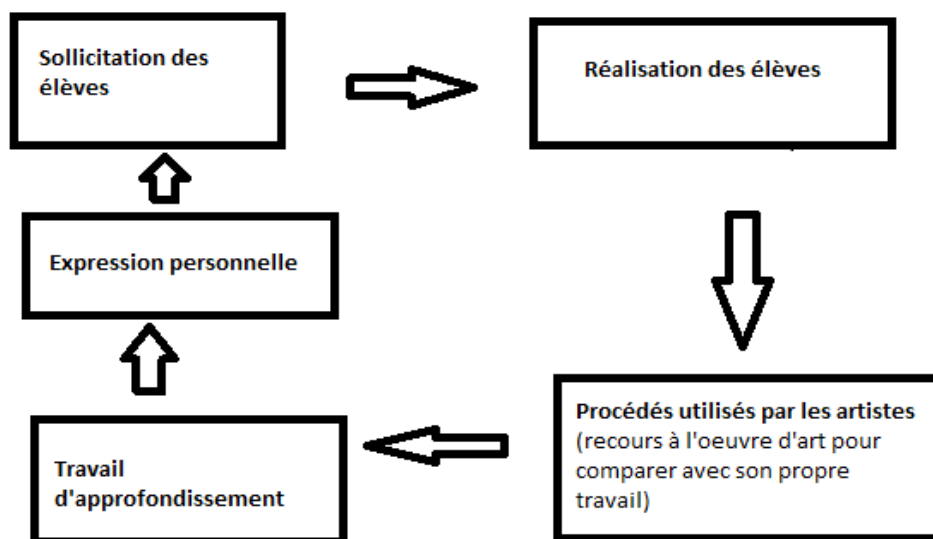 Sollicitation des
élèves
Réalisation des élèves
Procédés utilisés par les artistes
(recours à l'oeuvre d'art pour
comparer avec son propre
travail)
Travail
d'approfondissement
Expression personnelle